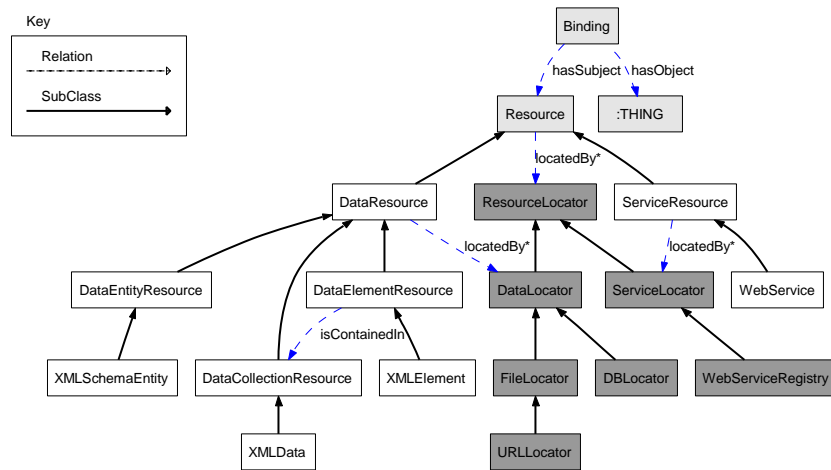 Key
Binding
Relation
hasSubject
hasObject
SubClass
Resource
:THING
locatedBy*
DataResource
ResourceLocator
ServiceResource
locatedBy*
locatedBy*
DataEntityResource
DataElementResource
DataLocator
ServiceLocator
WebService
isContainedIn
XMLSchemaEntity
DataCollectionResource
XMLElement
FileLocator
DBLocator
WebServiceRegistry
XMLData
URLLocator